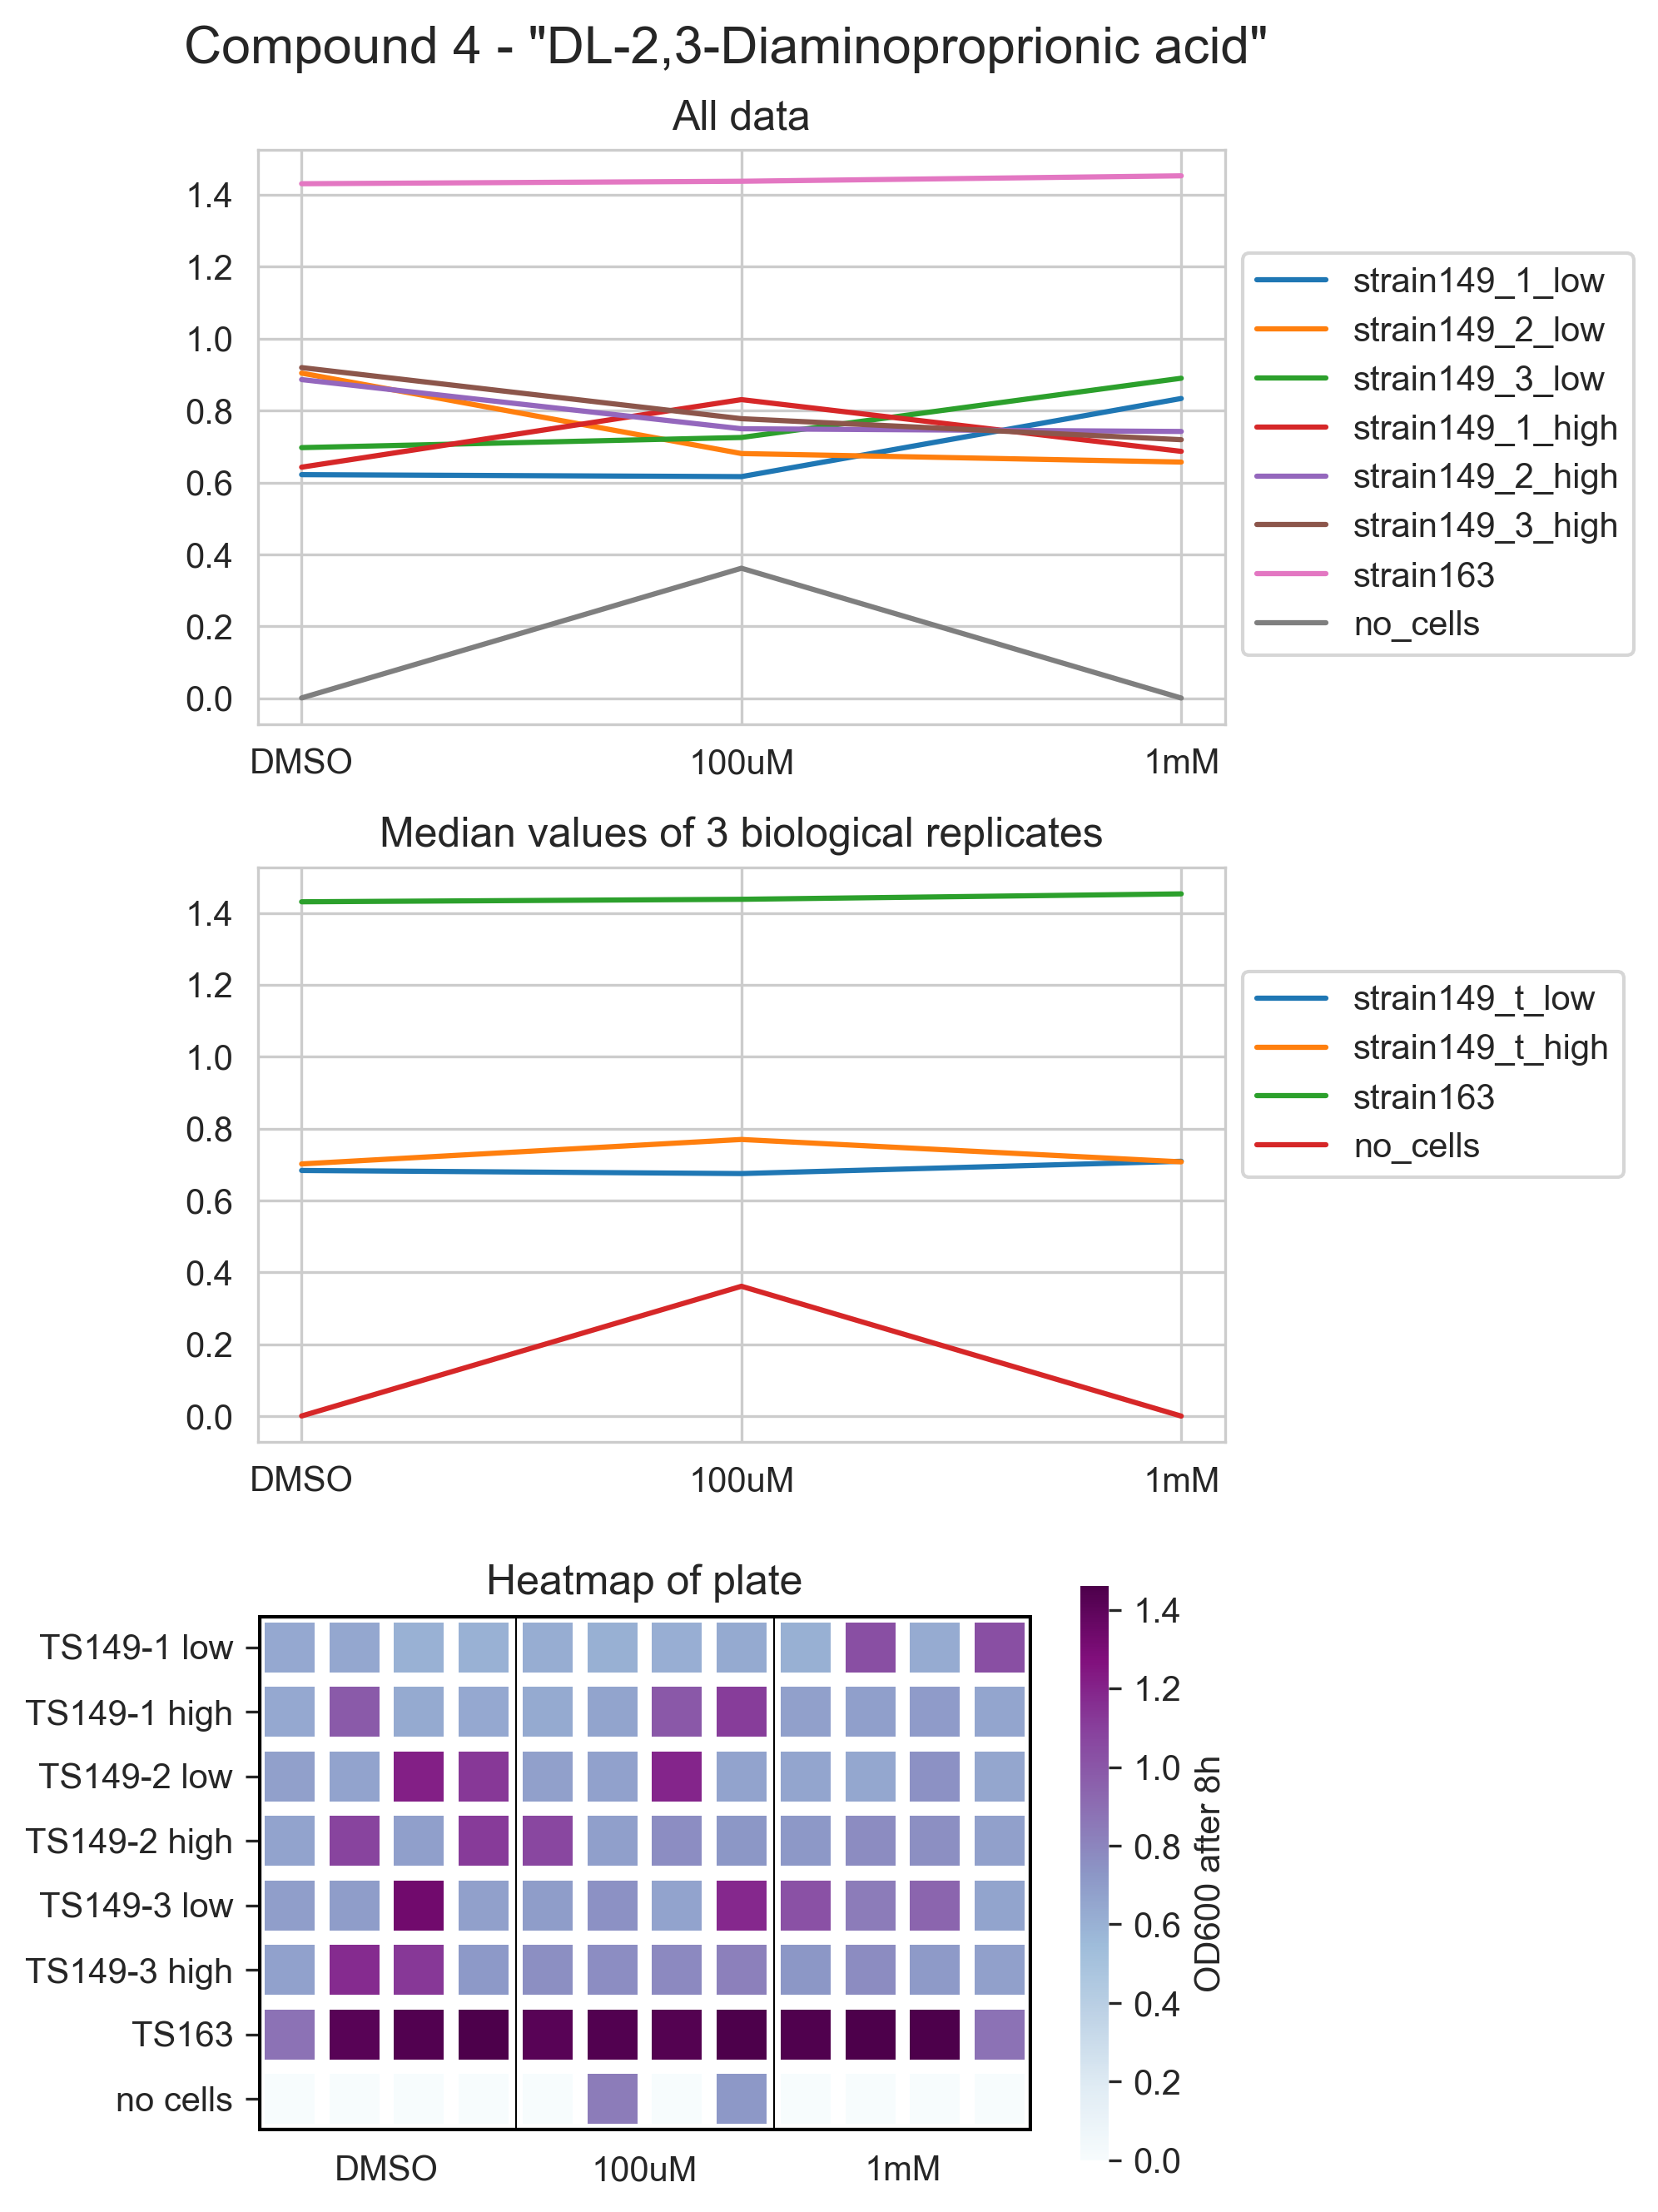 Compound 4 - "DL-2,3-Diaminoproprionic acid"
All data
1.4
1.2
1.0
0.8
0.6
0.4
0.2
0.0
DMSO 100uM 1mM
strain149_1_low
strain149_2_low
strain149_3_low
strain149_1_high
strain149_2_high
strain149_3_high
strain163
no_cells
Median values of 3 biological replicates
1.4
1.2
1.0
0.8
0.6
0.4
0.2
0.0
DMSO 100uM 1mM
strain149_t_low
strain149_t_high
strain163
no_cells
Heatmap of plate
TS149-1 low
TS149-1 high
TS149-2 low
TS149-2 high
TS149-3 low
TS149-3 high
TS163
no cells
DMSO 100uM 1mM
1.4
1.2
1.0
0.8
0.6
0.4
0.2
0.0
OD600 after 8h